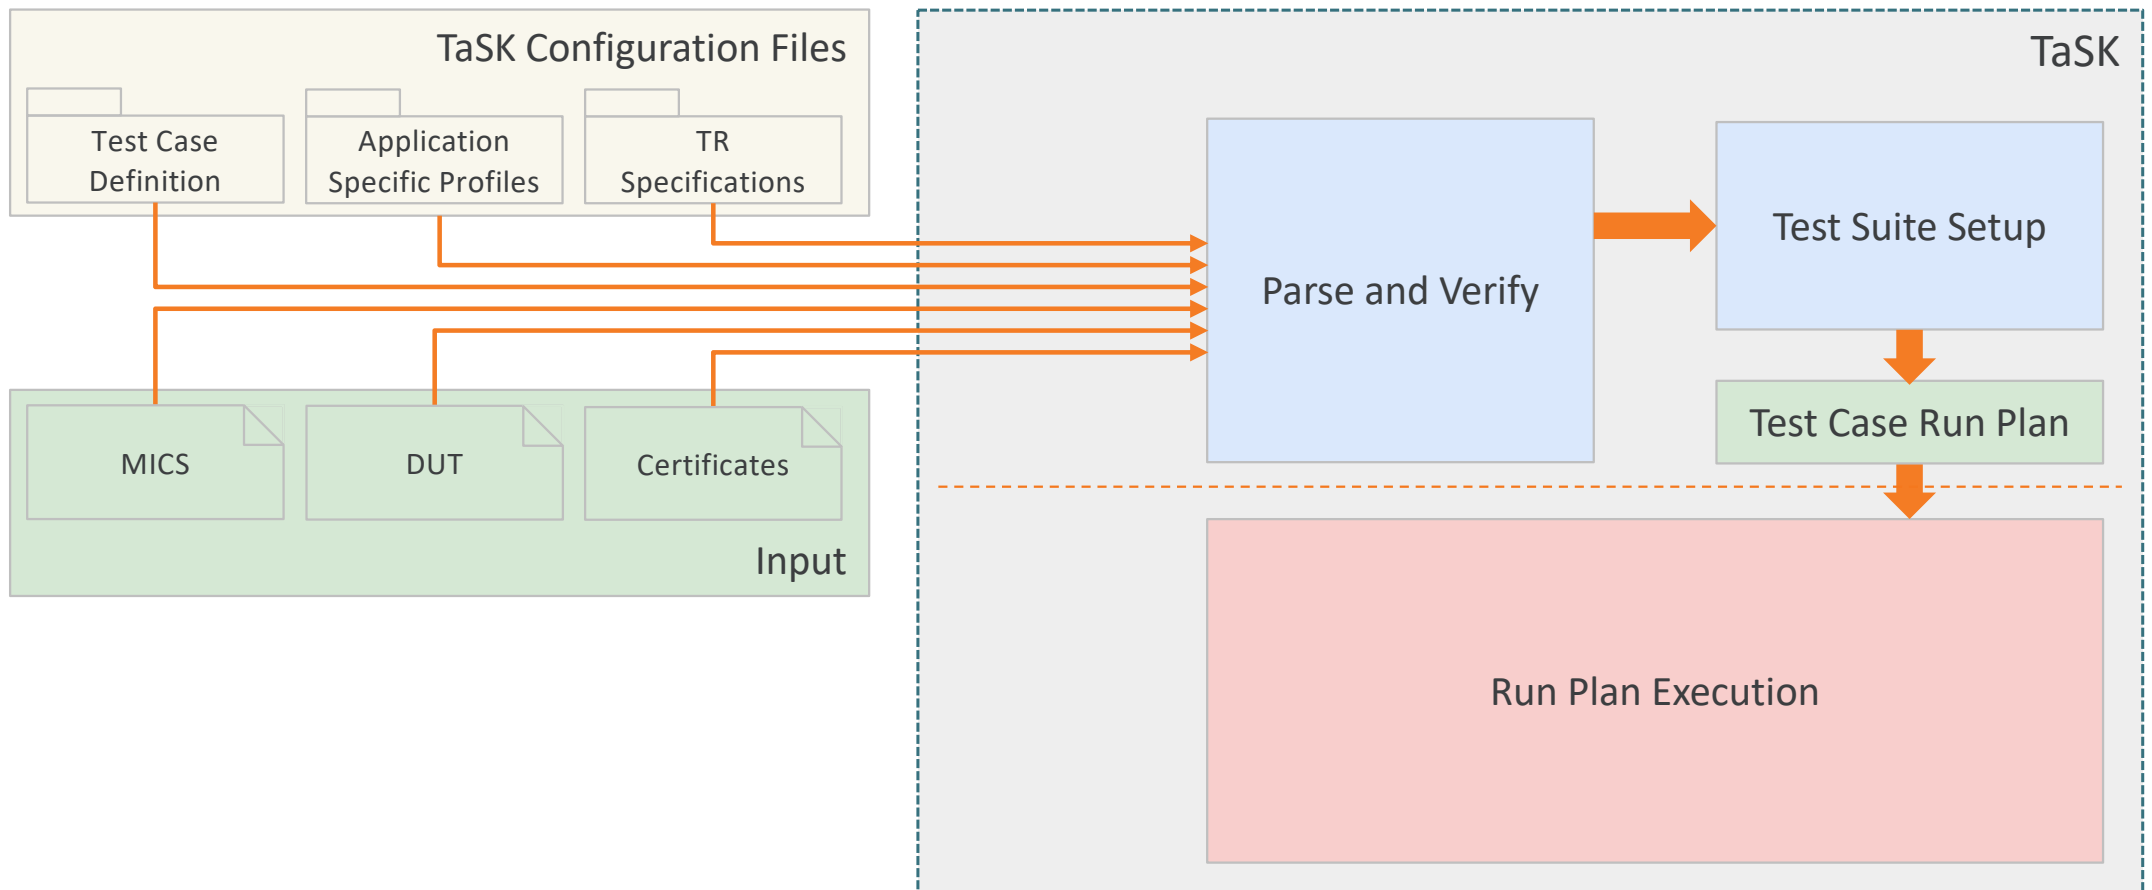 TaSK Configuration Files
Test Case
Definition
Application
Specific Profiles
TR
Specifications
MICS
DUT
Certificates
Input
TaSK
Parse and Verify
Test Suite Setup
Test Case Run Plan
Run Plan Execution